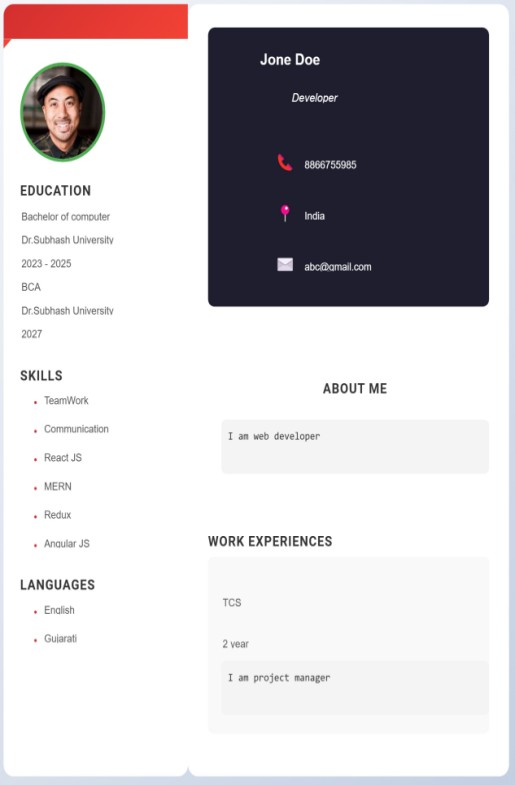 EDUCATION
Bachelor of computer
Dr.Subhash University
2023 - 2025
BCA
Dr.Subhash University
2027
SKILLS
TeamWork
Communication
React JS
MERN
Redux
Angular JS
LANGUAGES
English
Gujarati
Jone Doe
Developer
8866755985
India
abc@gmail.com
ABOUT ME
I am web developer
WORK EXPERIENCES
TCS
2 year
I am project manager